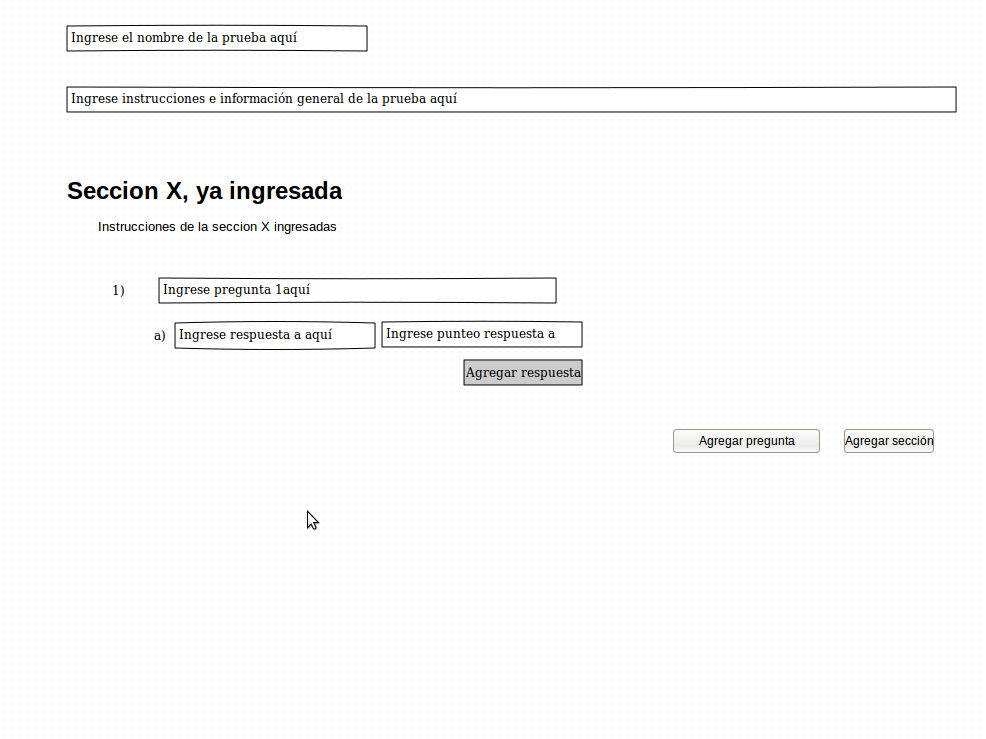 Ingrese el nombre de la prueba aquí
Ingrese instrucciones e información general de la prueba aquí
Seccion X, ya ingresada
Instrucciones de la seccion X ingresadas
1) Ingrese pregunta 1aquí
a) Ingrese respuesta a aquí Ingrese punteo respuesta a
Agregar respuesta
Agregar pregunta Agregar sección